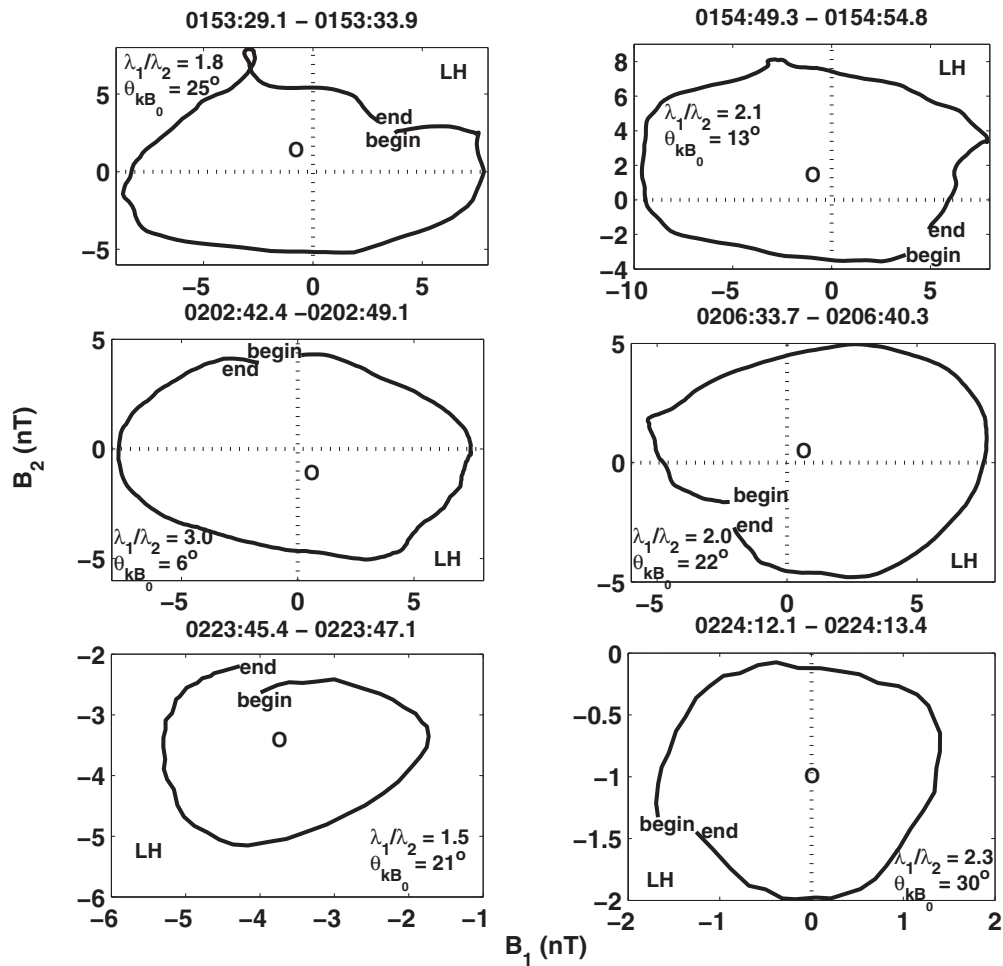 0153:29.1 – 0153:33.9
λ1/λ2 = 1.8
θkB0 = 25o
LH
end
begin
O
5
0
−5
−5
0
5
0154:49.3 – 0154:54.8
LH
λ1/λ2 = 2.1
θkB0 = 13o
O
end
begin
8
6
4
2
0
−2
−4
−10
−5
0
5
0202:42.4 –0202:49.1
begin
end
O
λ1/λ2 = 3.0
θkB0 = 6o
LH
5
0
−5
−5
0
5
0206:33.7 – 0206:40.3
O
begin
end
λ1/λ2 = 2.0
θkB0 = 22o
LH
5
0
−5
−5
0
5
B2 (nT)
0223:45.4 – 0223:47.1
end
begin
O
λ1/λ2 = 1.5
θkB0 = 21o
LH
−2
−3
−4
−5
−6
−6
−5
−4
−3
−2
−1
0224:12.1 – 0224:13.4
O
begin
end
λ1/λ2 = 2.3
θkB0 = 30o
LH
0
−0.5
−1
−1.5
−2
−2
−1
0
1
2
B1 (nT)